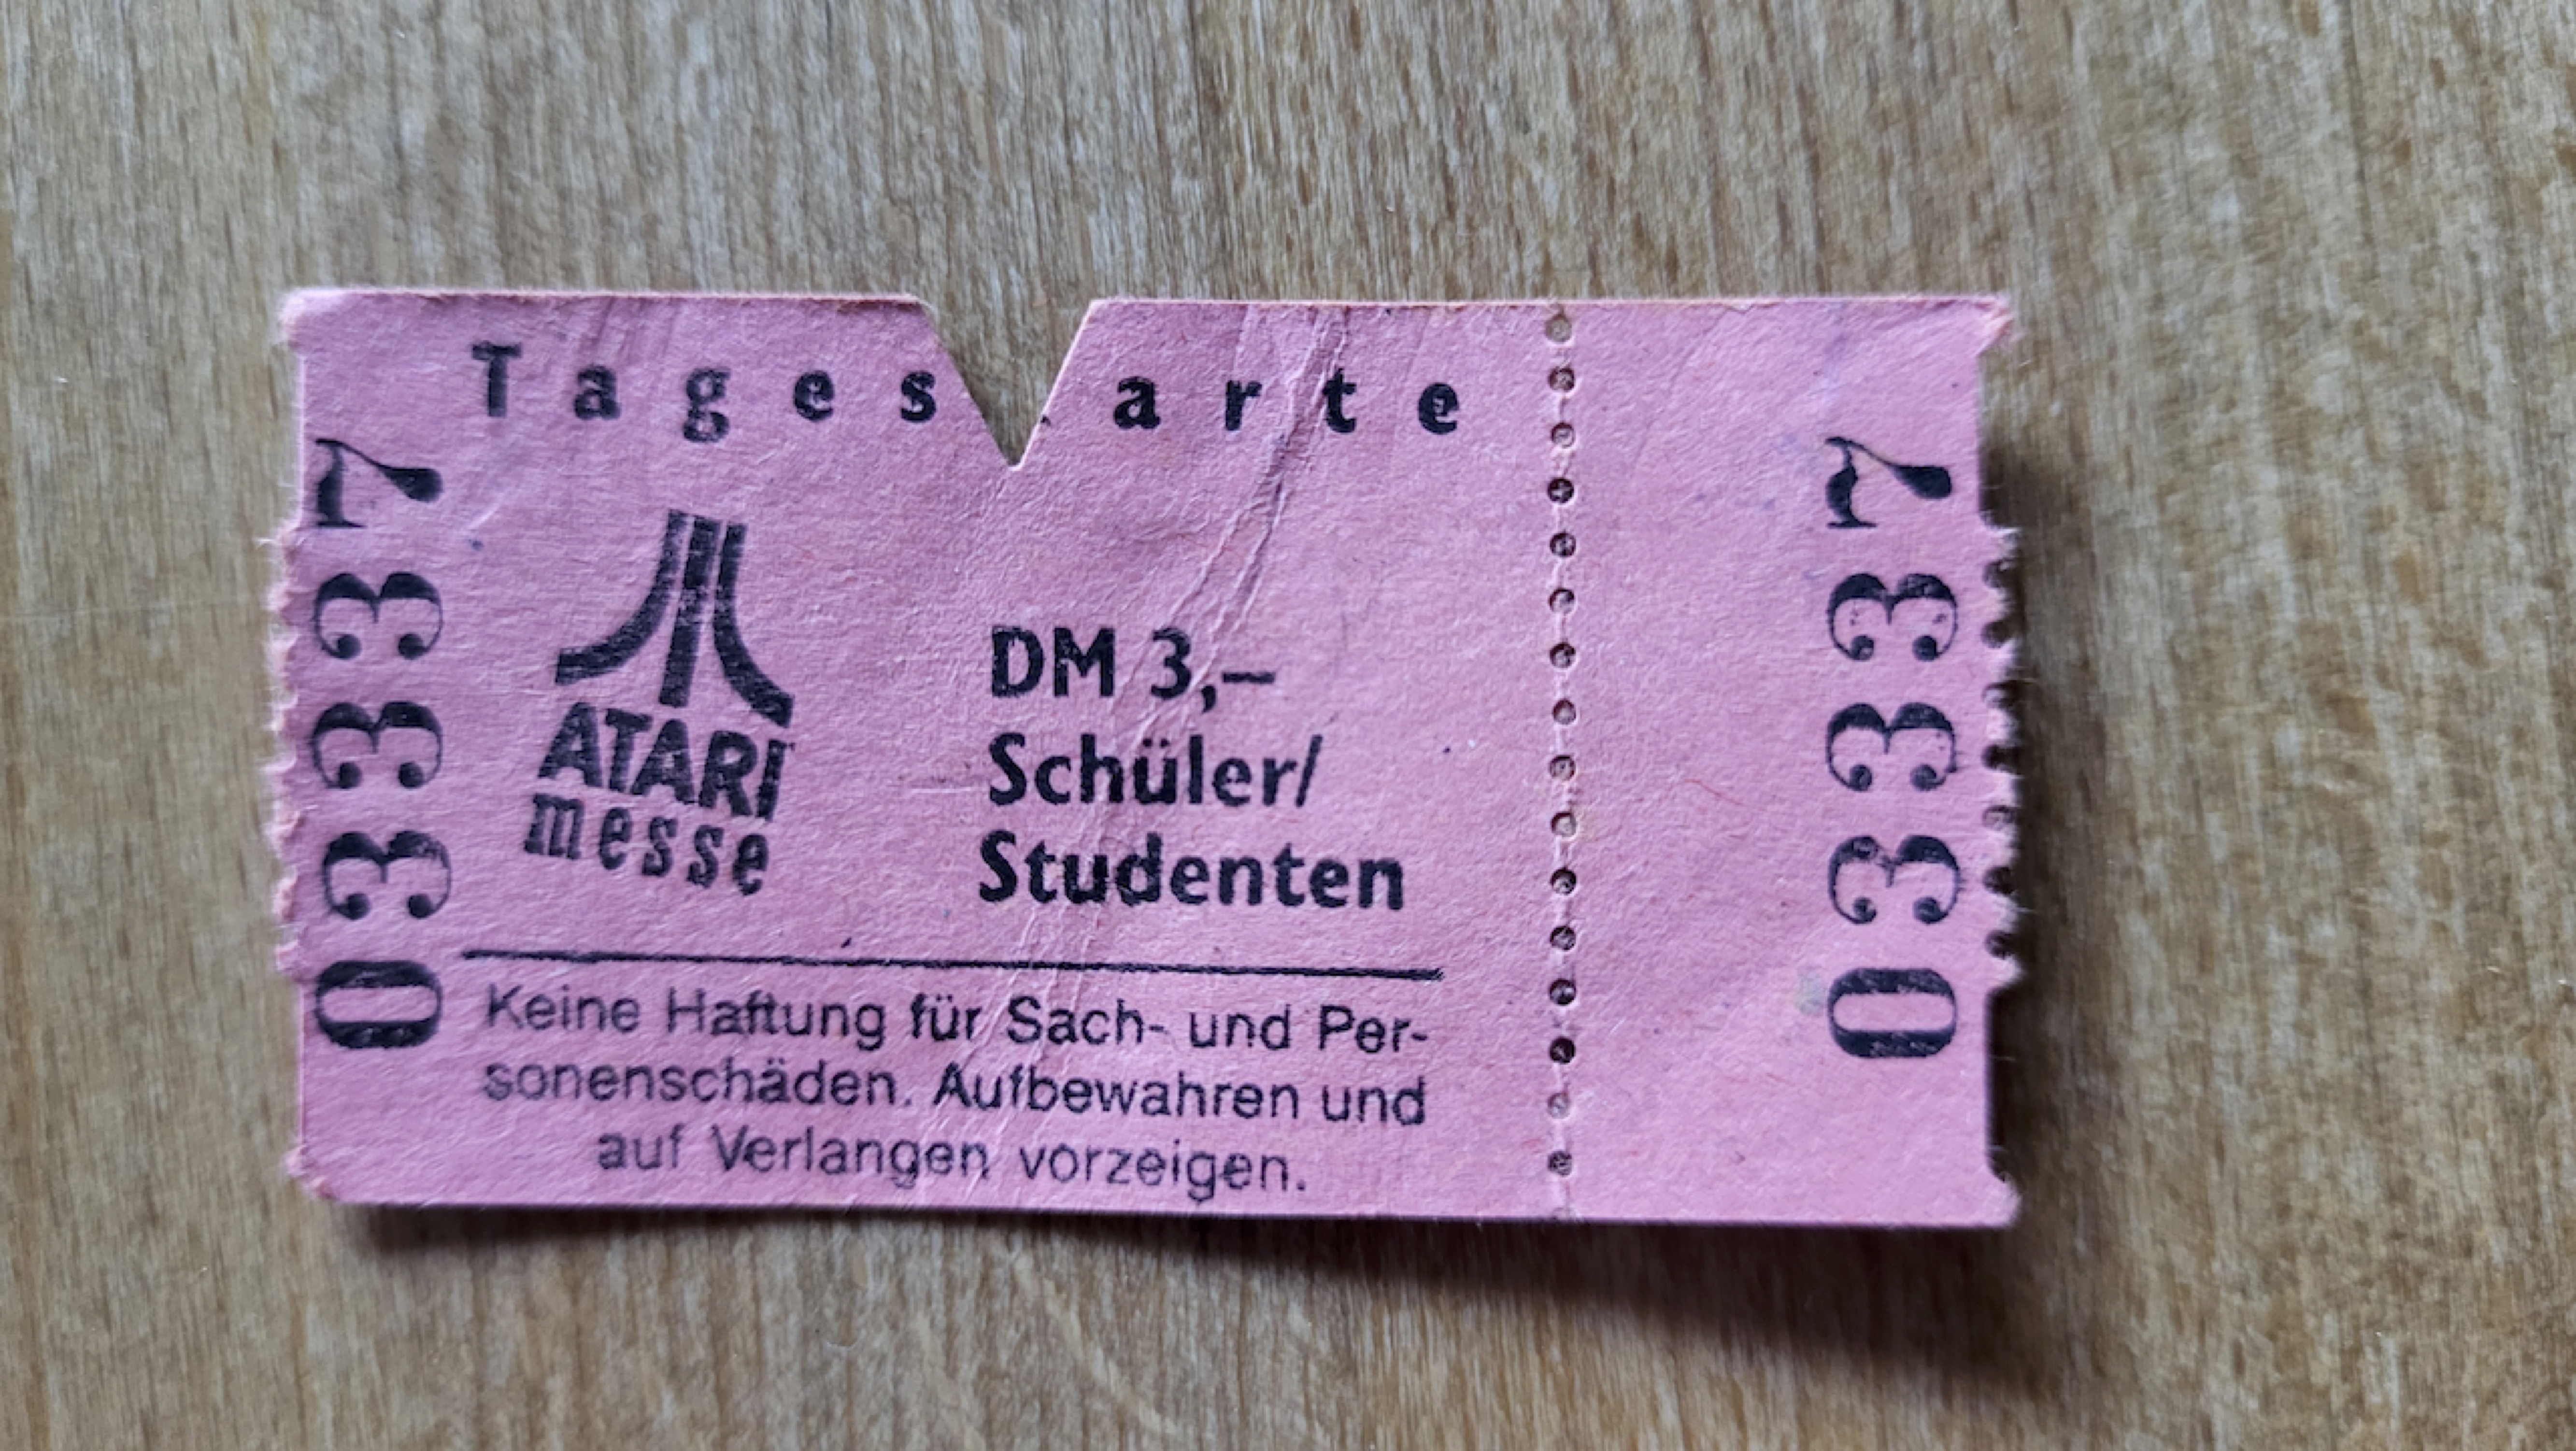 Tages arte
03337
ATARI
messe
DM 3,–
Schüler/
Studenten
Keine Haftung für Sach- und Per-
sonenschäden. Aufbewahren und
auf Verlangen vorzeigen.
03337